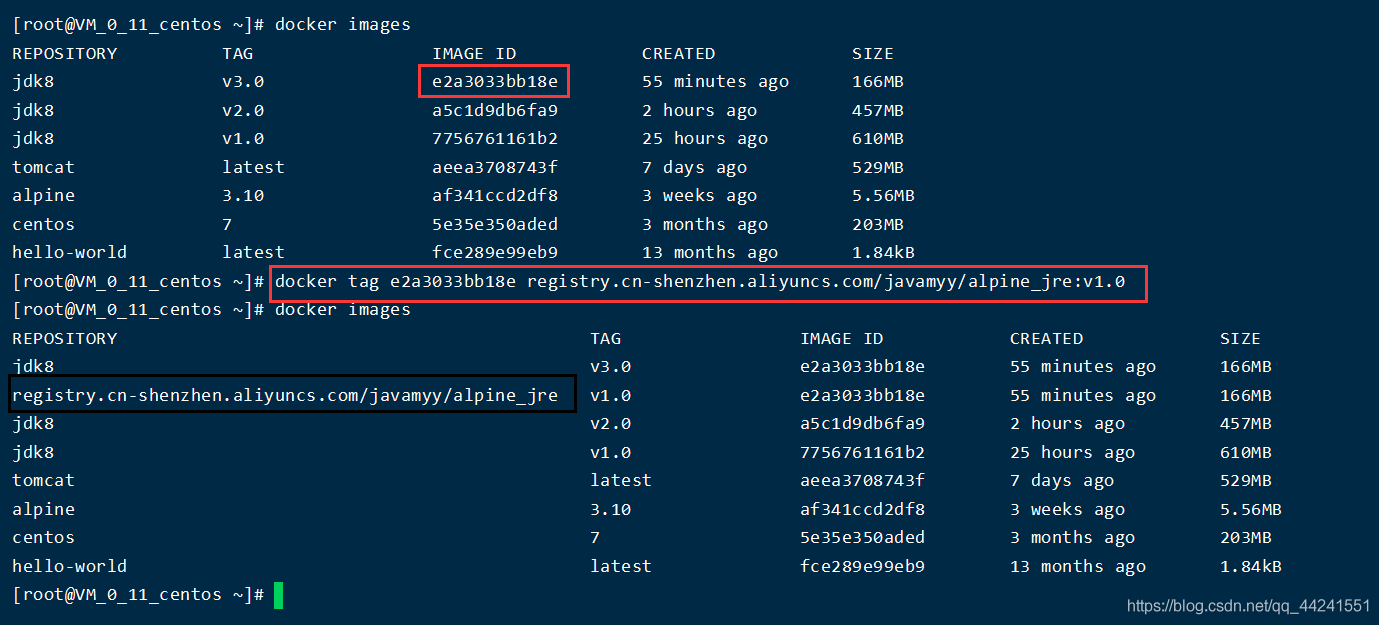 [root@VM_0_11_centos ~]# docker images
REPOSITORY TAG IMAGE ID CREATED SIZE
jdk8 v3.0 e2a3033bb18e 55 minutes ago 166MB
jdk8 v2.0 a5c1d9db6fa9 2 hours ago 457MB
jdk8 v1.0 7756761161b2 25 hours ago 610MB
tomcat latest aeea3708743f 7 days ago 529MB
alpine 3.10 af341ccd2df8 3 weeks ago 5.56MB
centos 7 5e35e350aded 3 months ago 203MB
hello-world latest fce289e99eb9 13 months ago 1.84kB
[root@VM_0_11_centos ~]# docker tag e2a3033bb18e registry.cn-shenzhen.aliyuncs.com/javamyy/alpine_jre:v1.0
[root@VM_0_11_centos ~]# docker images
REPOSITORY TAG IMAGE ID CREATED SIZE
jdk8 v3.0 e2a3033bb18e 55 minutes ago 166MB
registry.cn-shenzhen.aliyuncs.com/javamyy/alpine_jre v1.0 e2a3033bb18e 55 minutes ago 166MB
jdk8 v2.0 a5c1d9db6fa9 2 hours ago 457MB
jdk8 v1.0 7756761161b2 25 hours ago 610MB
tomcat latest aeea3708743f 7 days ago 529MB
alpine 3.10 af341ccd2df8 3 weeks ago 5.56MB
centos 7 5e35e350aded 3 months ago 203MB
hello-world latest fce289e99eb9 13 months ago 1.84kB
[root@VM_0_11_centos ~]#
https://blog.csdn.net/qq_44241551